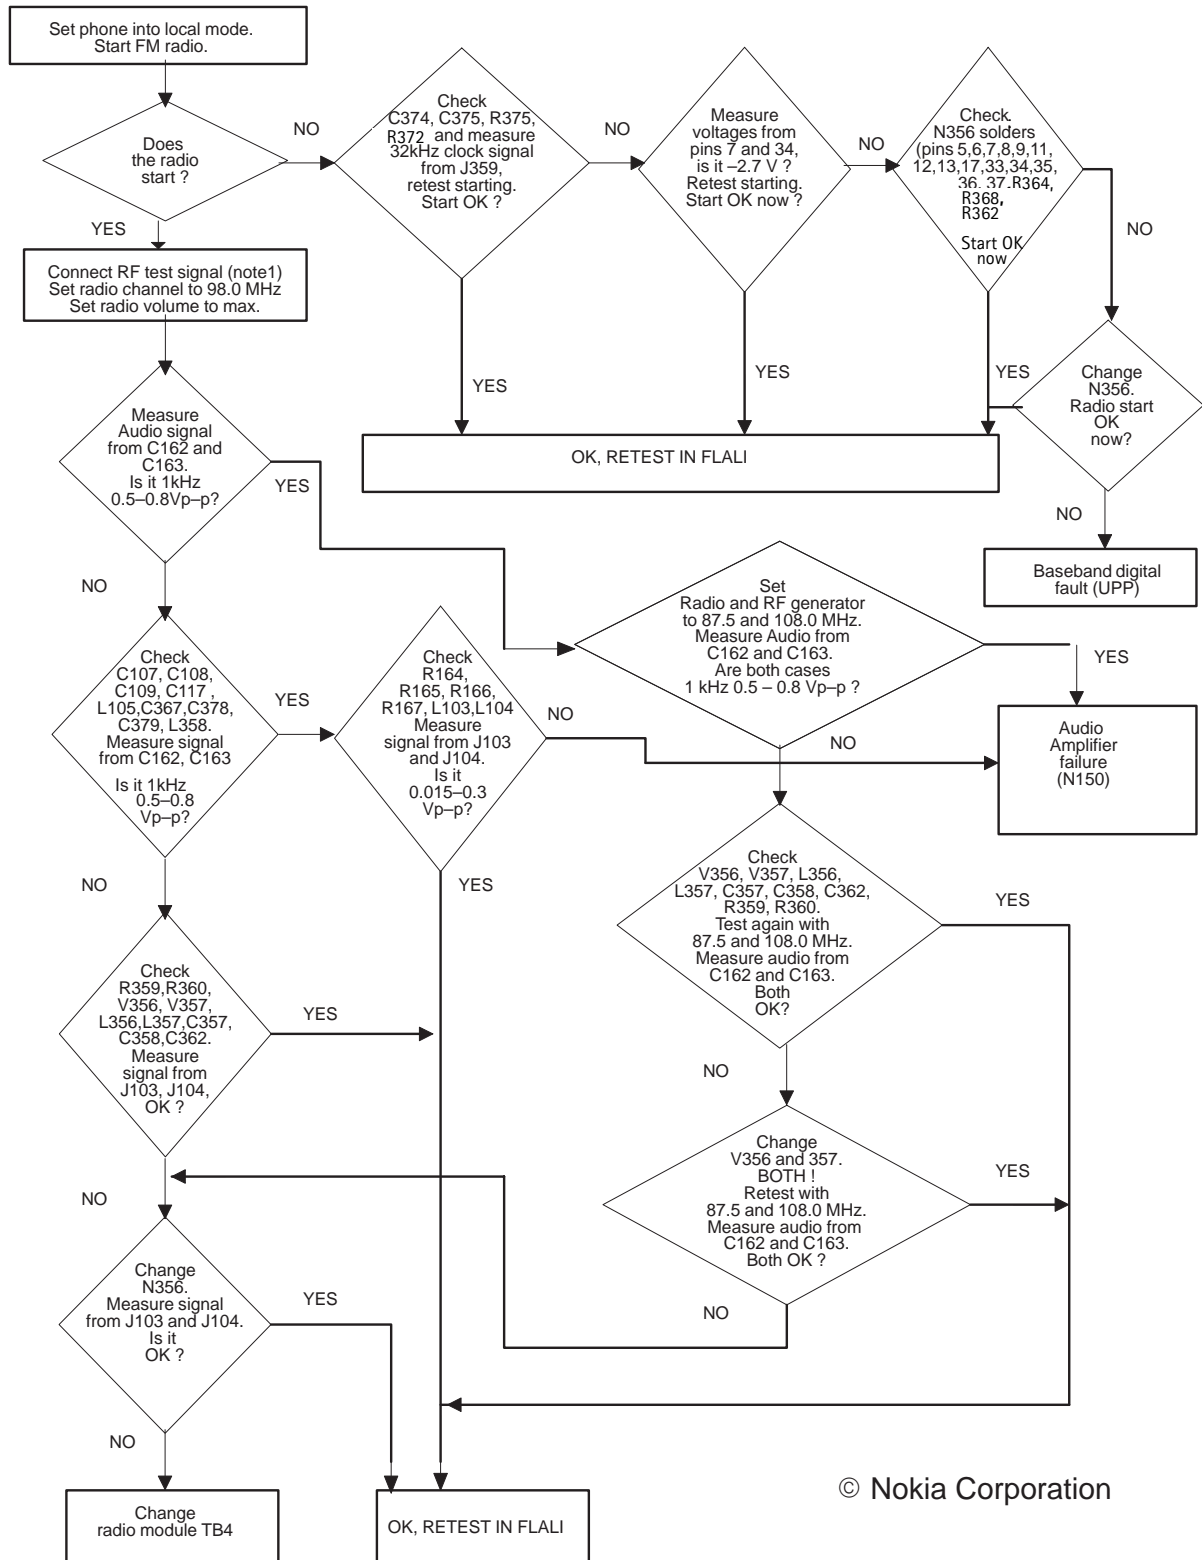 Set phone into local mode.
Start FM radio.
Does
the radio
start ?
NO
YES
Check
C374, C375, R375,
R372 and measure
32kHz clock signal
from J359,
retest starting.
Start OK ?
NO
YES
Measure
voltages from
pins 7 and 34,
is it –2.7 V ?
Retest starting.
Start OK now ?
NO
YES
Check.
N356 solders
(pins 5,6,7,8,9,11,
12,13,17,33,34,35,
36, 37,R364,
R368,
R362
Start OK
now
NO
YES
Change
N356.
Radio start
OK
now?
NO
OK, RETEST IN FLALI
Baseband digital
fault (UPP)
Connect RF test signal (note1)
Set radio channel to 98.0 MHz
Set radio volume to max.
Measure
Audio signal
from C162 and
C163.
Is it 1kHz
0.5–0.8Vp–p?
YES
NO
Set
Radio and RF generator
to 87.5 and 108.0 MHz.
Measure Audio from
C162 and C163.
Are both cases
1 kHz 0.5 – 0.8 Vp–p ?
YES
NO
Check
C107, C108,
C109, C117 ,
L105,C367,C378,
C379, L358.
Measure signal
from C162, C163
Is it 1kHz
0.5–0.8
Vp–p?
YES
NO
Check
R164,
R165, R166,
R167, L103,L104
Measure
signal from J103
and J104.
Is it
0.015–0.3
Vp–p?
NO
YES
Audio
Amplifier
failure
(N150)
Check
V356, V357, L356,
L357, C357, C358, C362,
R359, R360.
Test again with
87.5 and 108.0 MHz.
Measure audio from
C162 and C163.
Both
OK?
YES
NO
Check
R359,R360,
V356, V357,
L356,L357,C357,
C358,C362.
Measure
signal from
J103, J104,
OK ?
YES
NO
Change
V356 and 357.
BOTH !
Retest with
87.5 and 108.0 MHz.
Measure audio from
C162 and C163.
Both OK ?
YES
NO
Change
N356.
Measure signal
from J103 and J104.
Is it
OK ?
YES
NO
Change
radio module TB4
OK, RETEST IN FLALI
© Nokia Corporation